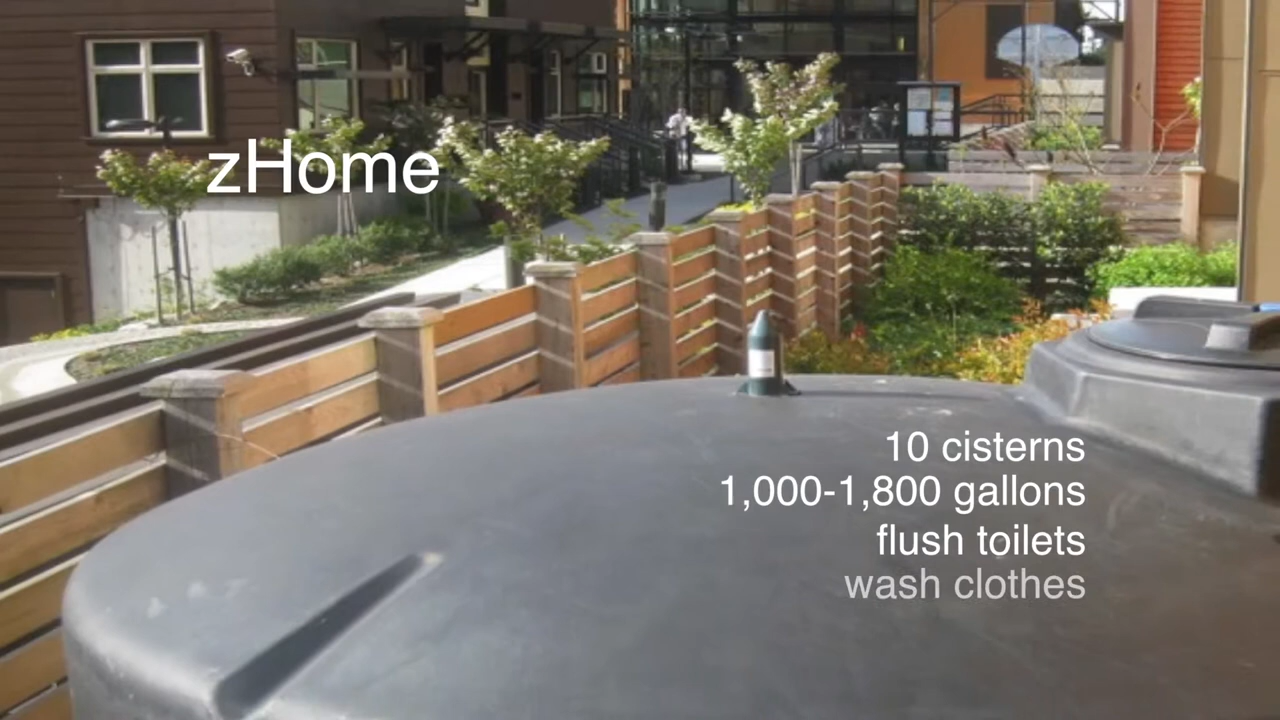 zHome
10 cisterns
1,000-1,800 gallons
flush toilets
wash clothes